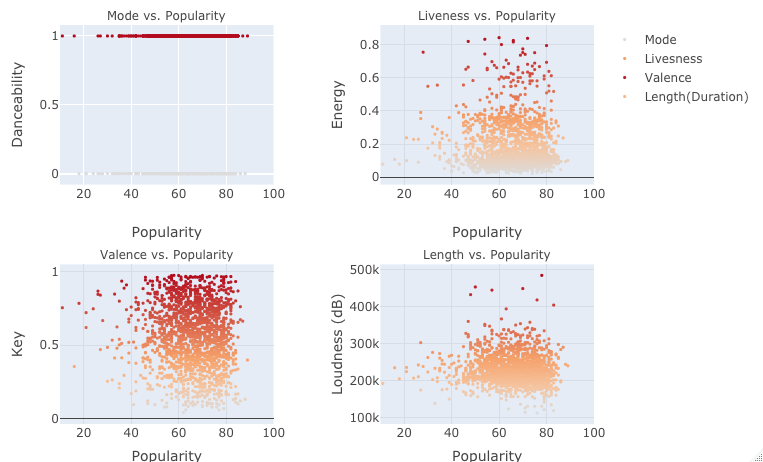 Mode vs. Popularity
1
0.5
0
Danceability
20 40 60 80 100
Popularity
Liveness vs. Popularity
0.8
0.6
0.4
0.2
0
Energy
20 40 60 80 100
Popularity
Mode
Livesness
Valence
Length(Duration)
Valence vs. Popularity
1
0.5
0
Key
20 40 60 80 100
Popularity
Length vs. Popularity
500k
400k
300k
200k
100k
Loudness (dB)
20 40 60 80 100
Popularity